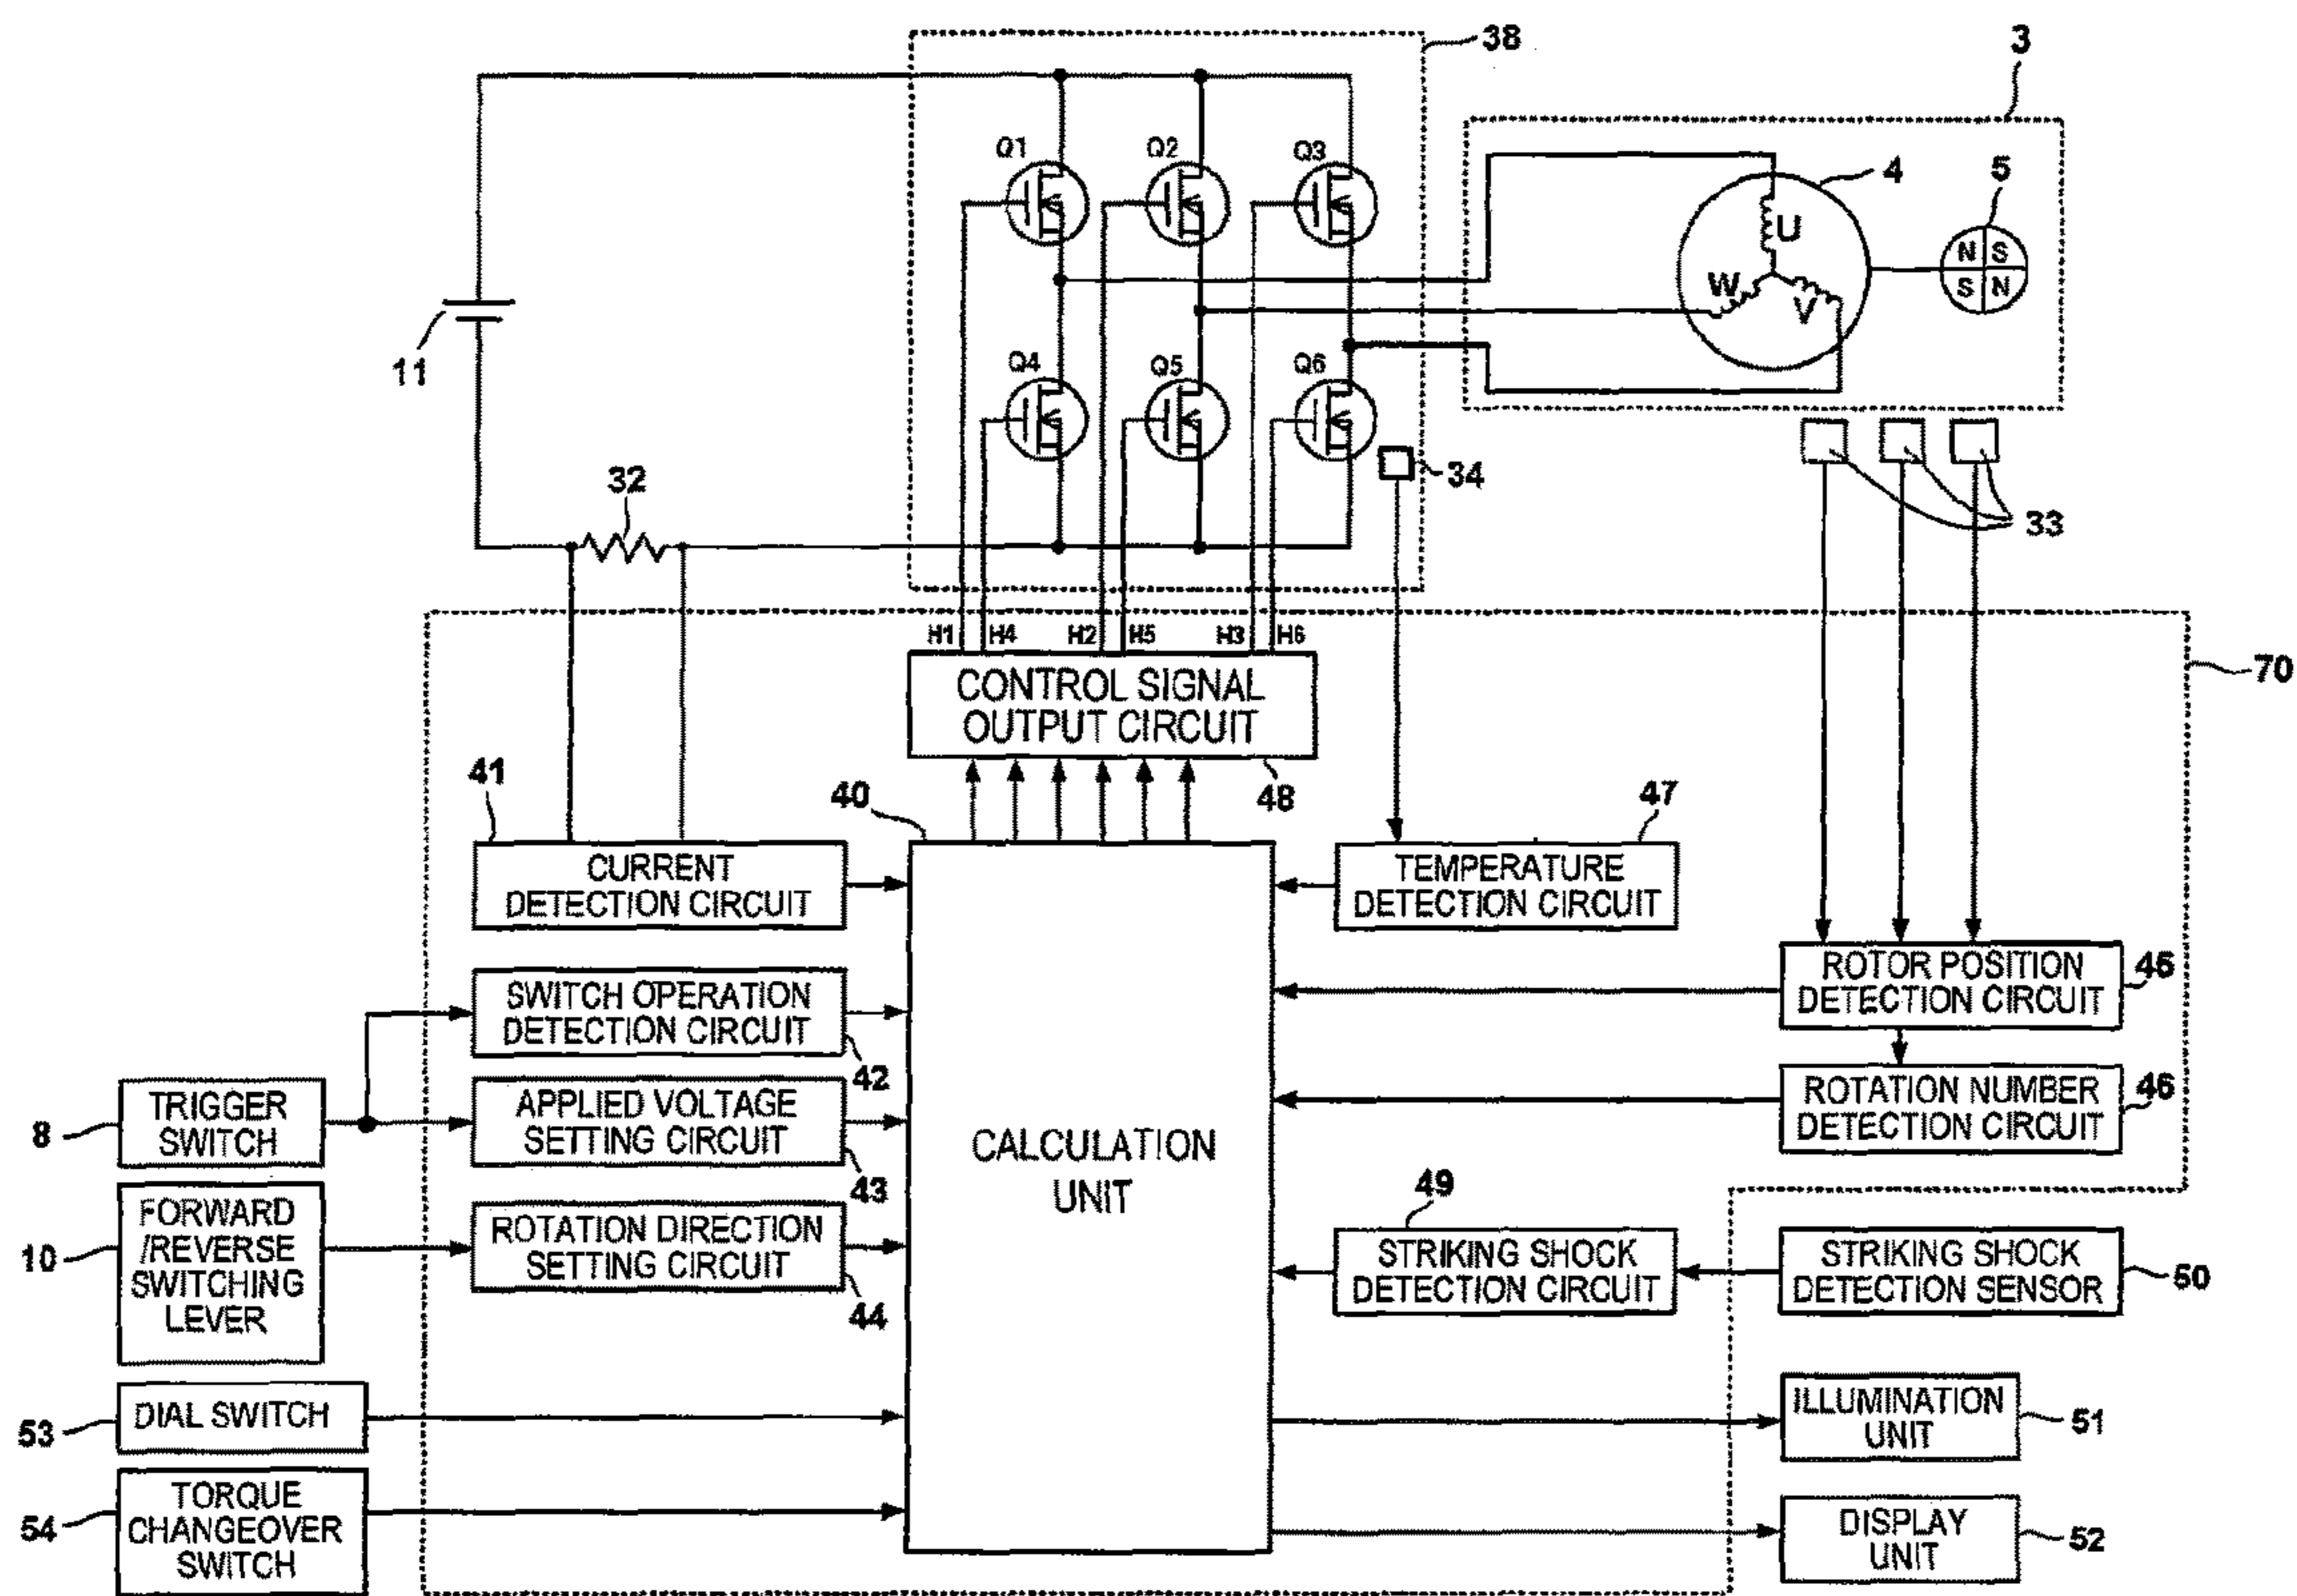 38
3
Q1
Q2
Q3
4
5
U
N S
W
V
S N
11
Q4
Q5
Q6
32
34
33
H1 H4 H2 H5 H3 H6
70
CONTROL SIGNAL
OUTPUT CIRCUIT
48
41
40
47
CURRENT
DETECTION CIRCUIT
TEMPERATURE
DETECTION CIRCUIT
ROTOR POSITION
DETECTION CIRCUIT
45
SWITCH OPERATION
DETECTION CIRCUIT
42
ROTATION NUMBER
DETECTION CIRCUIT
46
TRIGGER
SWITCH
8
APPLIED VOLTAGE
SETTING CIRCUIT
43
CALCULATION
UNIT
49
FORWARD
/REVERSE
SWITCHING
LEVER
10
ROTATION DIRECTION
SETTING CIRCUIT
44
STRIKING SHOCK
DETECTION CIRCUIT
STRIKING SHOCK
DETECTION SENSOR
50
DIAL SWITCH
53
ILLUMINATION
UNIT
51
TORQUE
CHANGEOVER
SWITCH
54
DISPLAY
UNIT
52